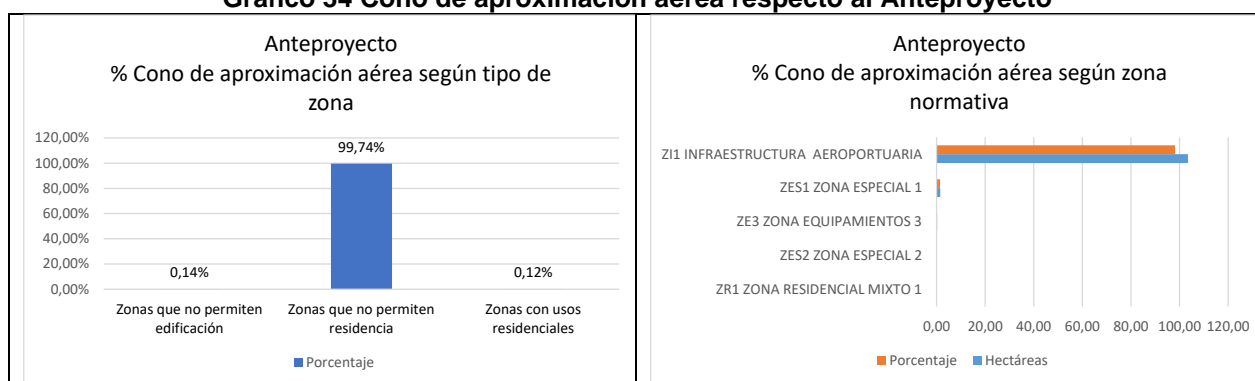 Gráfico 34 Cono de aproximación aérea respecto al Anteproyecto
Anteproyecto
% Cono de aproximación aérea según tipo de
zona
120,00%
100,00%
80,00%
60,00%
40,00%
20,00%
0,00%
0,14%
99,74%
0,12%
Zonas que no permiten
edificación
Zonas que no permiten
residencia
Zonas con usos
residenciales
Porcentaje
Anteproyecto
% Cono de aproximación aérea según zona
normativa
ZI1 INFRAESTRUCTURA AEROPORTUARIA
ZES1 ZONA ESPECIAL 1
ZE3 ZONA EQUIPAMIENTOS 3
ZES2 ZONA ESPECIAL 2
ZR1 ZONA RESIDENCIAL MIXTO 1
0,00 20,00 40,00 60,00 80,00 100,00 120,00
Porcentaje Hectáreas